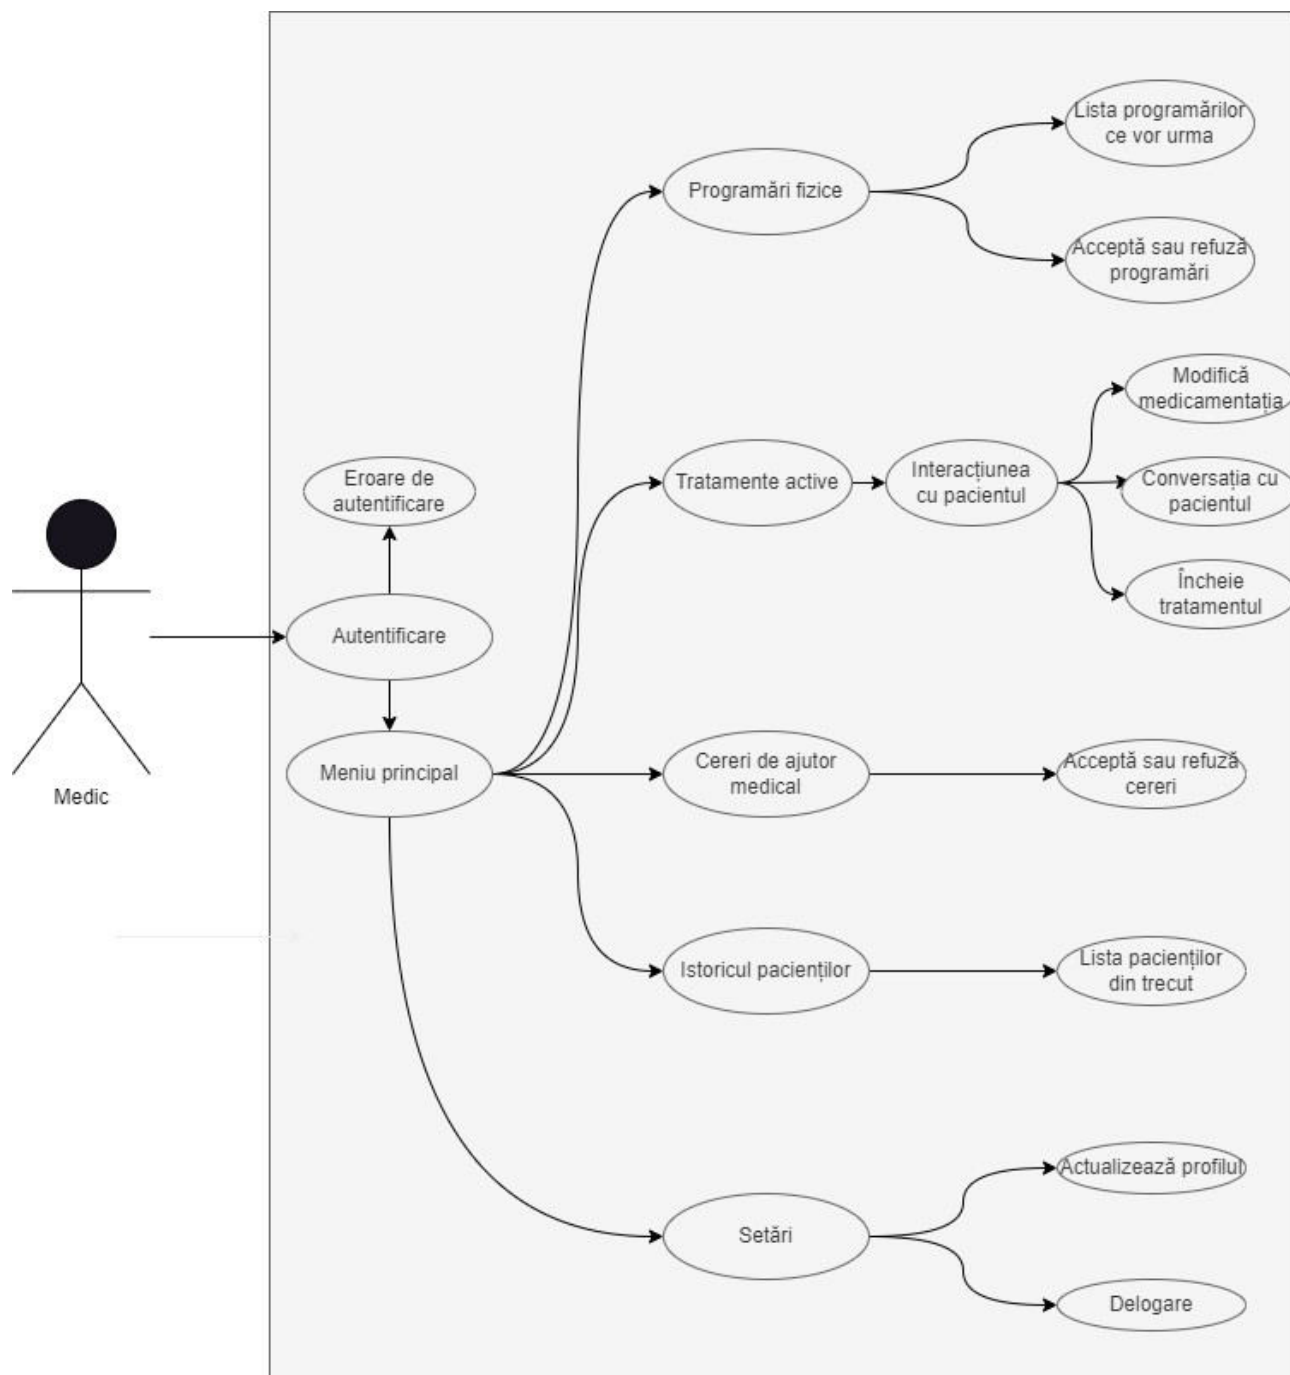 Lista programărilor
ce vor urma
Programări fizice
Acceptă sau refuză
programări
Modifică
medicamentația
Eroare de
autentificare
Tratamente active
Interacțiunea
cu pacientul
Conversația cu
pacientul
Încheie
tratamentul
Autentificare
Meniu principal
Cereri de ajutor
medical
Acceptă sau refuză
cereri
Medic
Istoricul pacienților
Lista pacienților
din trecut
Actualizează profilul
Setări
Delogare